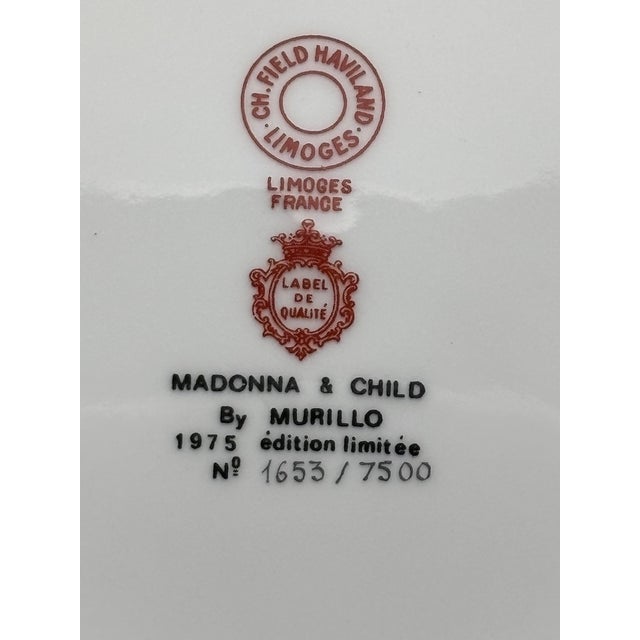 CH. FIELD HAVILAND
· LIMOGES ·
LIMOGES
FRANCE
LABEL
DE
QUALITÉ
MADONNA & CHILD
By MURILLO
1975 édition limitée
Nº 1653 / 7500